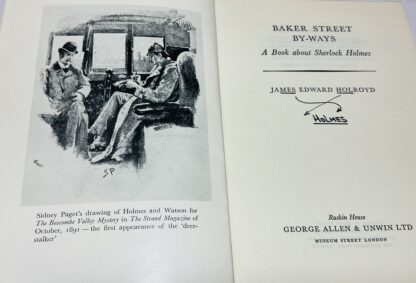 SP
Sidney Paget's drawing of Holmes and Watson for
The Boscombe Valley Mystery in The Strand Magazine of
October, 1891—the first appearance of the 'deer-
stalker'
BAKER STREET
BY-WAYS
A Book about Sherlock Holmes
JAMES EDWARD HOLROYD
HOLMES
Ruskin House
GEORGE ALLEN & UNWIN LTD
MUSEUM STREET LONDON